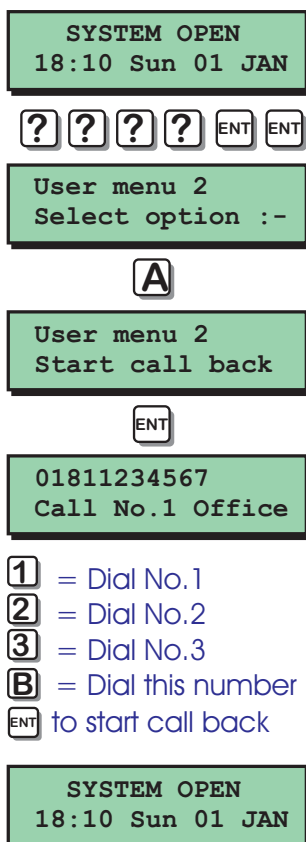 SYSTEM OPEN
18:10 Sun 01 JAN
? ? ? ? ENT ENT
User menu 2
Select option :-
A
User menu 2
Start call back
ENT
01811234567
Call No.1 Office
1 = Dial No.1
2 = Dial No.2
3 = Dial No.3
B = Dial this number
ENT to start call back
SYSTEM OPEN
18:10 Sun 01 JAN